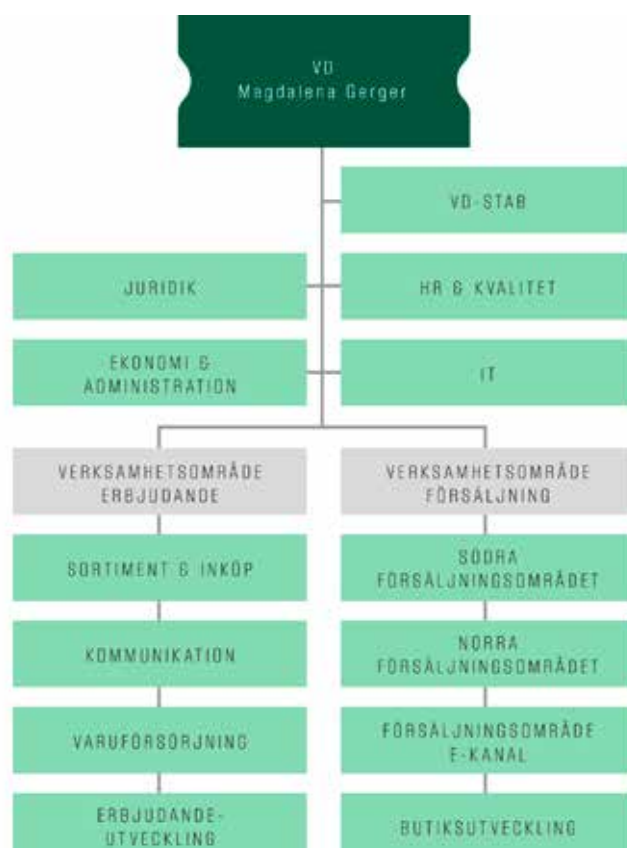 VD
Magdalena Gerger
VD-STAB
JURIDIK
HR & KVALITET
EKONOMI &
ADMINISTRATION
IT
VERKSAMHETSOMRÅDE
ERBJUDANDE
SORTIMENT & INKÖP
KOMMUNIKATION
VARUFÖRSÖRJNING
ERBJUDANDE-
UTVECKLING
VERKSAMHETSOMRÅDE
FÖRSÄLJNING
SÖDRA
FÖRSÄLJNINGSOMRÅDET
NORRA
FÖRSÄLJNINGSOMRÅDET
FÖRSÄLJNINGSOMRÅDE
E-KANAL
BUTIKSUTVECKLING